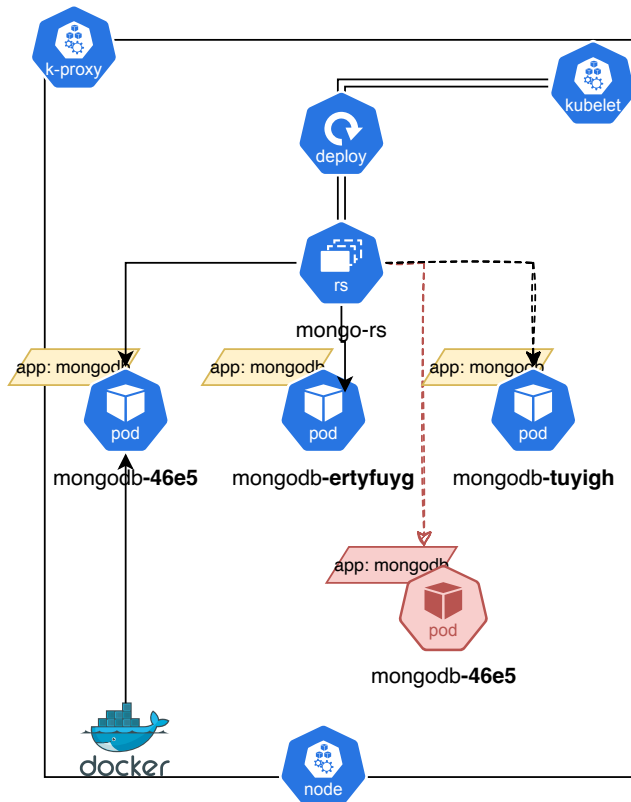 k-proxy
kubelet
deploy
rs
mongo-rs
app: mongodb
app: mongodb
app: mongodb
pod
pod
pod
mongodb-46e5
mongodb-ertyfuyg
mongodb-tuyigh
app: mongodb
pod
mongodb-46e5
docker
node